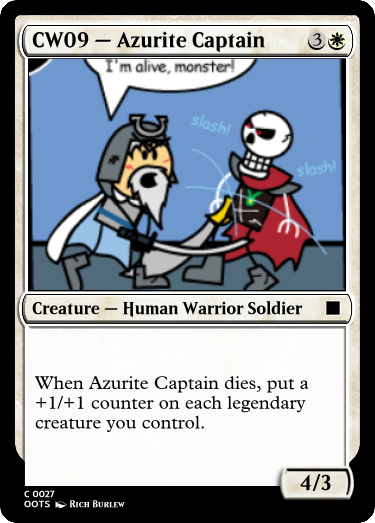 CW09 — Azurite Captain 3
I'm alive, monster!
slash!
slash!
Creature — Human Warrior Soldier
When Azurite Captain dies, put a
+1/+1 counter on each legendary
creature you control.
4/3
C 0027
OOTS Rich Burlew